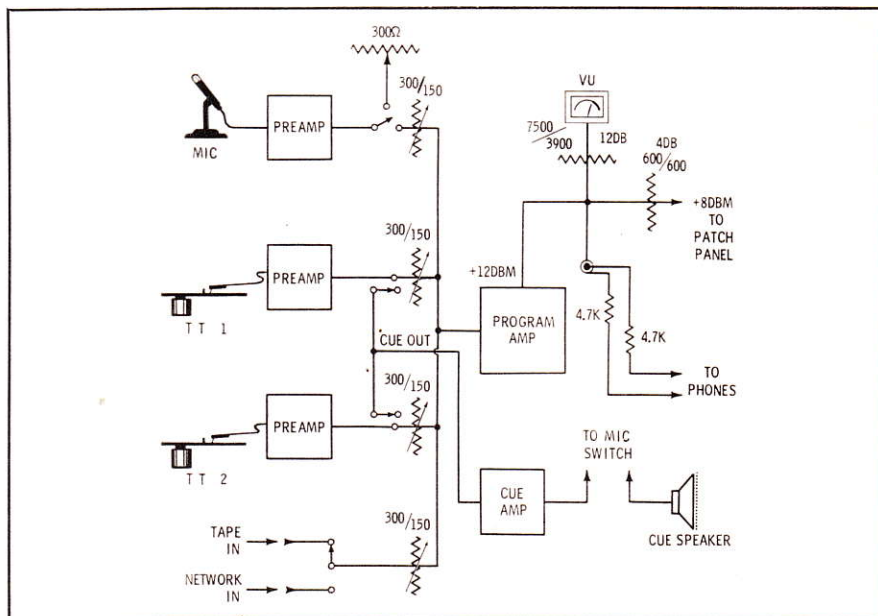 300Ω
300/150
MIC
PREAMP
VU
7500/3900
12DB
4DB
600/600
+8DBM
TO
PATCH
PANEL
300/150
TT 1
PREAMP
+12DBM
PROGRAM
AMP
4.7K
4.7K
TO
PHONES
CUE OUT
300/150
TT 2
PREAMP
TO MIC
SWITCH
CUE
AMP
CUE SPEAKER
300/150
TAPE
IN
NETWORK
IN